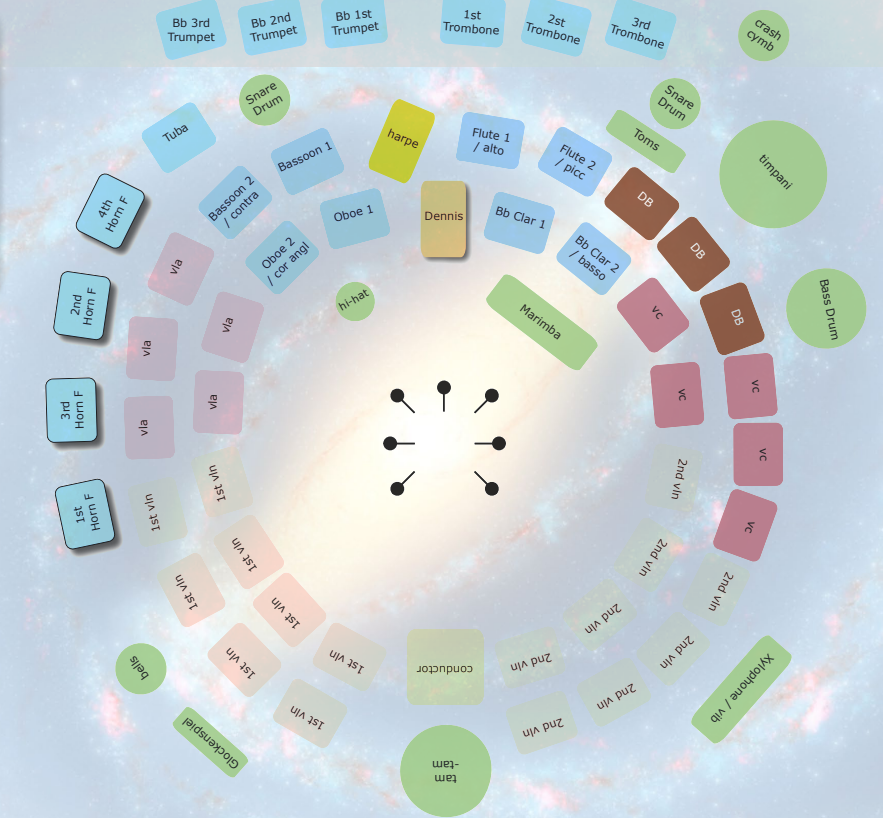 Bb 3rd
Trumpet
Bb 2nd
Trumpet
Bb 1st
Trumpet
1st
Trombone
2st
Trombone
3rd
Trombone
crash
cymb
Snare
Drum
Snare
Drum
Tuba
Bassoon 1
harpe
Flute 1
/ alto
Flute 2
/ picc
Toms
timpani
4th
Horn F
Bassoon 2
/ contra
Oboe 1
Dennis
Bb Clar 1
DB
vla
Oboe 2
/ cor angl
Bb Clar 2
/ basso
DB
2nd
Horn F
hi-hat
vla
Marimba
vc
DB
Bass Drum
vla
3rd
Horn F
vla
vla
vc
vc
vc
1st
Horn F
1st vln
1st vln
2nd vln
vc
1st vln
1st vln
2nd vln
2nd vln
1st vln
2nd vln
bells
1st vln
1st vln
conductor
2nd vln
2nd vln
Xylophone / vib
1st vln
2nd vln
2nd vln
Glockenspiel
tam
-tam